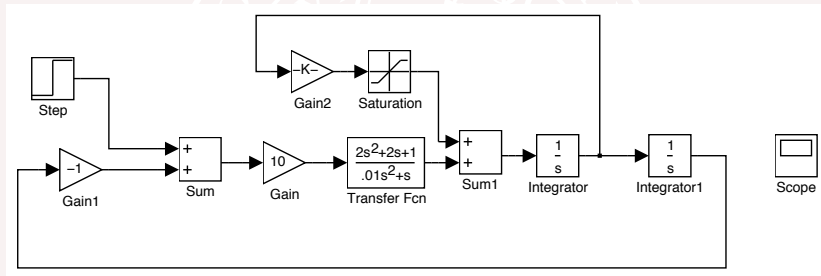 -K-
Gain2
Saturation
Step
-1
Gain1
+
+
Sum
10
Gain
2s²+2s+1
.01s²+s
Transfer Fcn
+
+
Sum1
1
s
Integrator
1
s
Integrator1
Scope